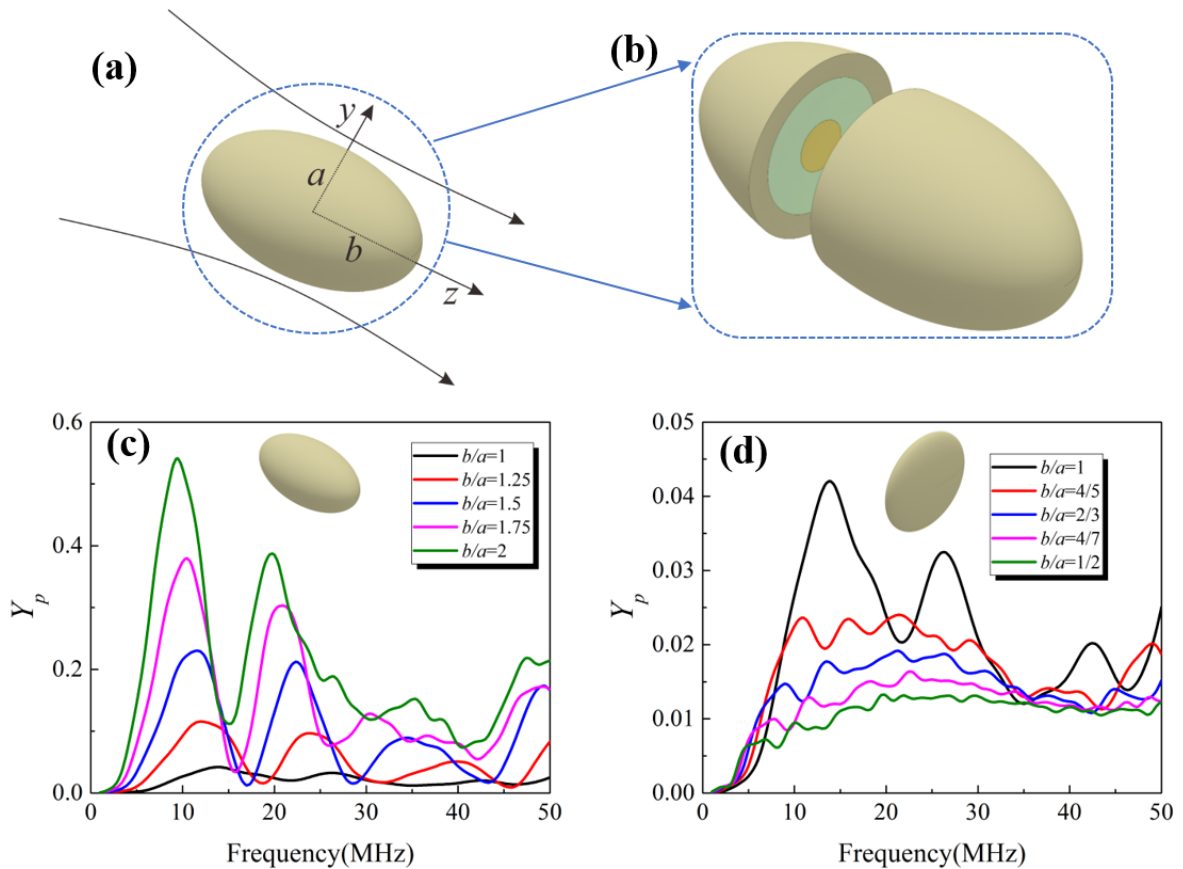 (a)
y
a
b
z
(b)
(c)
0.6
0.4
0.2
0.0
Y_p
b/a=1
b/a=1.25
b/a=1.5
b/a=1.75
b/a=2
0 10 20 30 40 50
Frequency(MHz)
(d)
0.05
0.04
0.03
0.02
0.01
0.00
Y_p
b/a=1
b/a=4/5
b/a=2/3
b/a=4/7
b/a=1/2
0 10 20 30 40 50
Frequency(MHz)